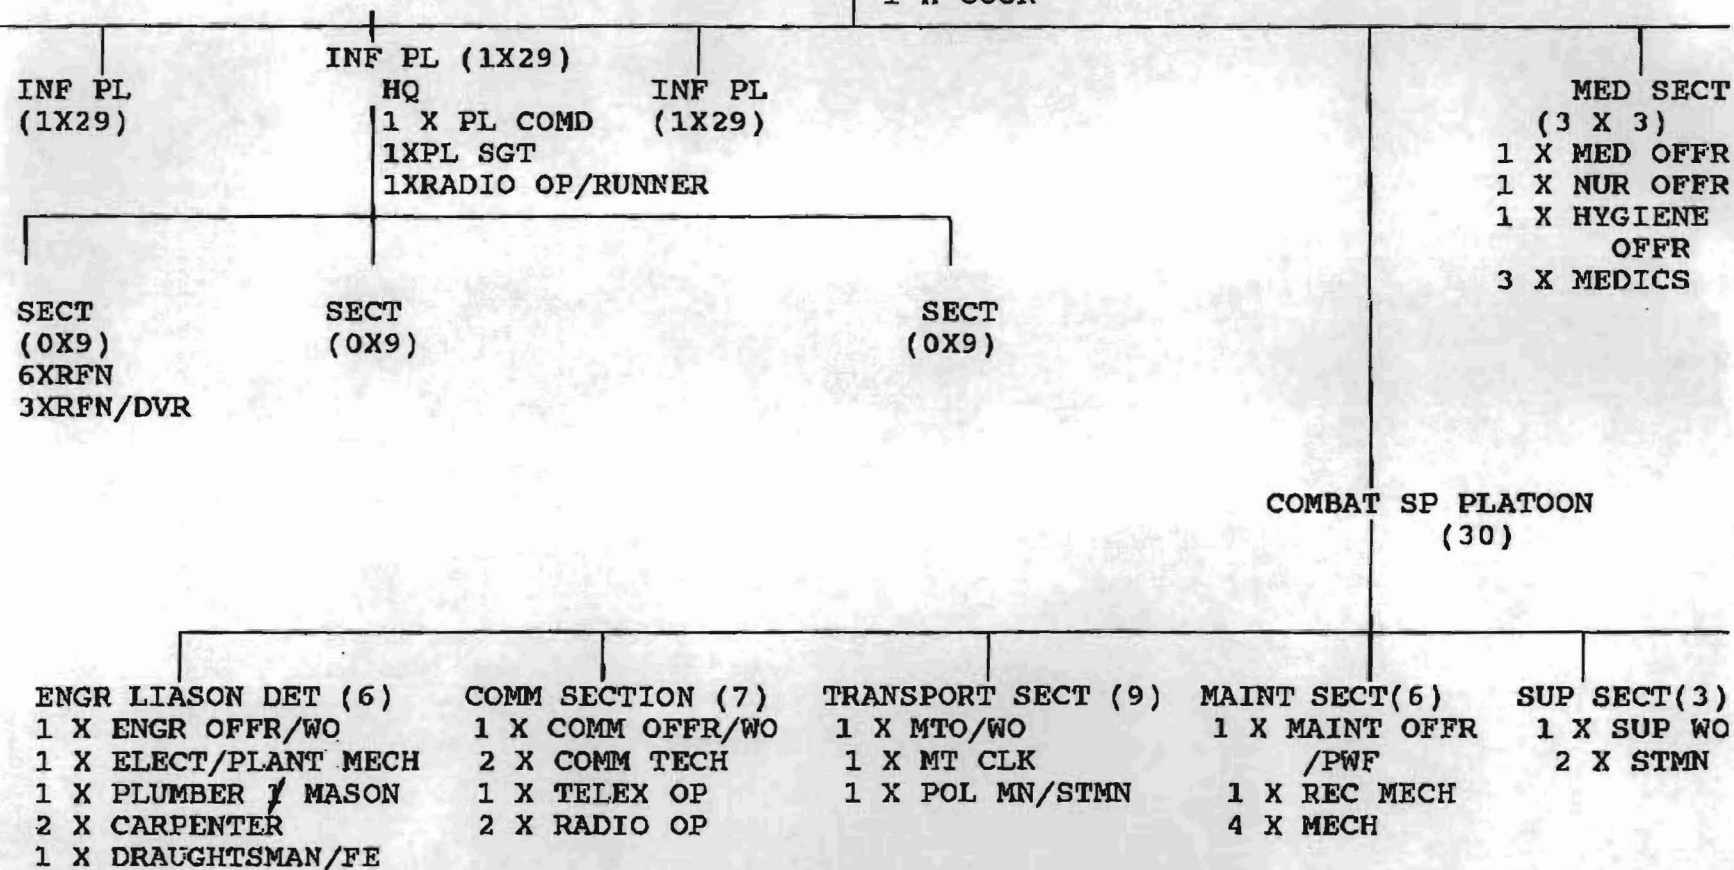 1 X COOK
INF PL
(1X29)
INF PL (1X29)
HQ
1 X PL COMD
1XPL SGT
1XRADIO OP/RUNNER
INF PL
(1X29)
MED SECT
(3 X 3)
1 X MED OFFR
1 X NUR OFFR
1 X HYGIENE
OFFR
3 X MEDICS
SECT
(0X9)
6XRFN
3XRFN/DVR
SECT
(0X9)
SECT
(0X9)
COMBAT SP PLATOON
(30)
ENGR LIASON DET (6)
1 X ENGR OFFR/WO
1 X ELECT/PLANT MECH
1 X PLUMBER / MASON
2 X CARPENTER
1 X DRAUGHTSMAN/FE
COMM SECTION (7)
1 X COMM OFFR/WO
2 X COMM TECH
1 X TELEX OP
2 X RADIO OP
TRANSPORT SECT (9)
1 X MTO/WO
1 X MT CLK
1 X POL MN/STMN
MAINT SECT(6)
1 X MAINT OFFR
/PWF
1 X REC MECH
4 X MECH
SUP SECT(3)
1 X SUP WO
2 X STMN